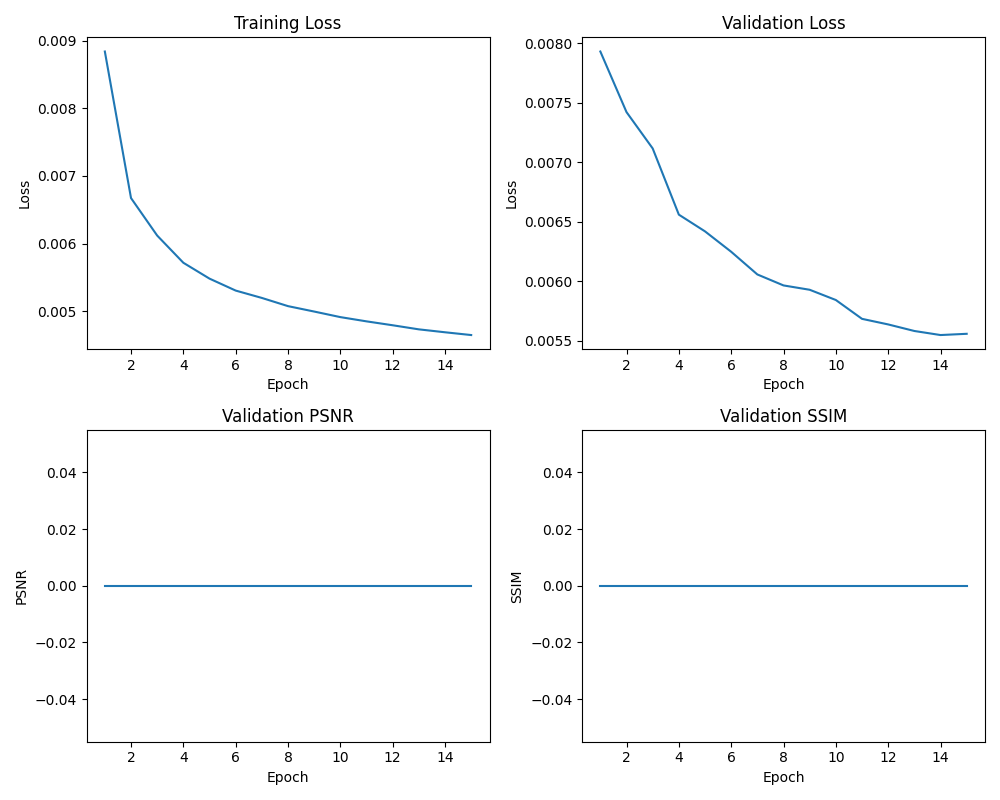 Training Loss
0.009
0.008
0.007
0.006
0.005
Loss
2 4 6 8 10 12 14
Epoch
Validation Loss
0.0080
0.0075
0.0070
0.0065
0.0060
0.0055
Loss
2 4 6 8 10 12 14
Epoch
Validation PSNR
0.04
0.02
0.00
−0.02
−0.04
PSNR
2 4 6 8 10 12 14
Epoch
Validation SSIM
0.04
0.02
0.00
−0.02
−0.04
SSIM
2 4 6 8 10 12 14
Epoch